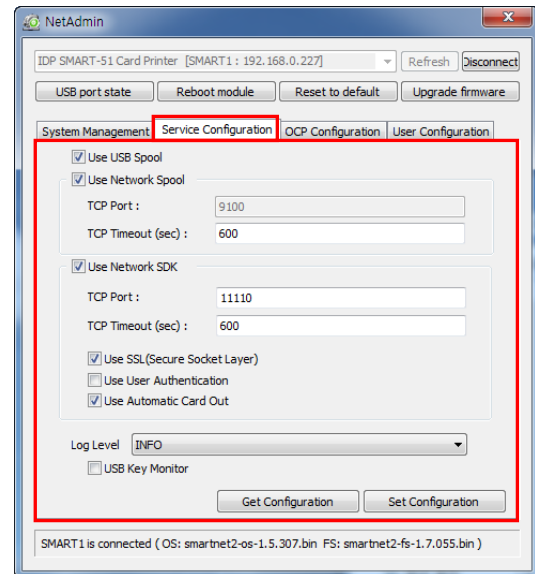 NetAdmin
IDP SMART-51 Card Printer [SMART1 : 192.168.0.227] Refresh Disconnect
USB port state Reboot module Reset to default Upgrade firmware
System Management Service Configuration OCP Configuration User Configuration
Use USB Spool
Use Network Spool
TCP Port : 9100
TCP Timeout (sec) : 600
Use Network SDK
TCP Port : 11110
TCP Timeout (sec) : 600
Use SSL(Secure Socket Layer)
Use User Authentication
Use Automatic Card Out
Log Level INFO
USB Key Monitor
Get Configuration Set Configuration
SMART1 is connected ( OS: smartnet2-os-1.5.307.bin FS: smartnet2-fs-1.7.055.bin )